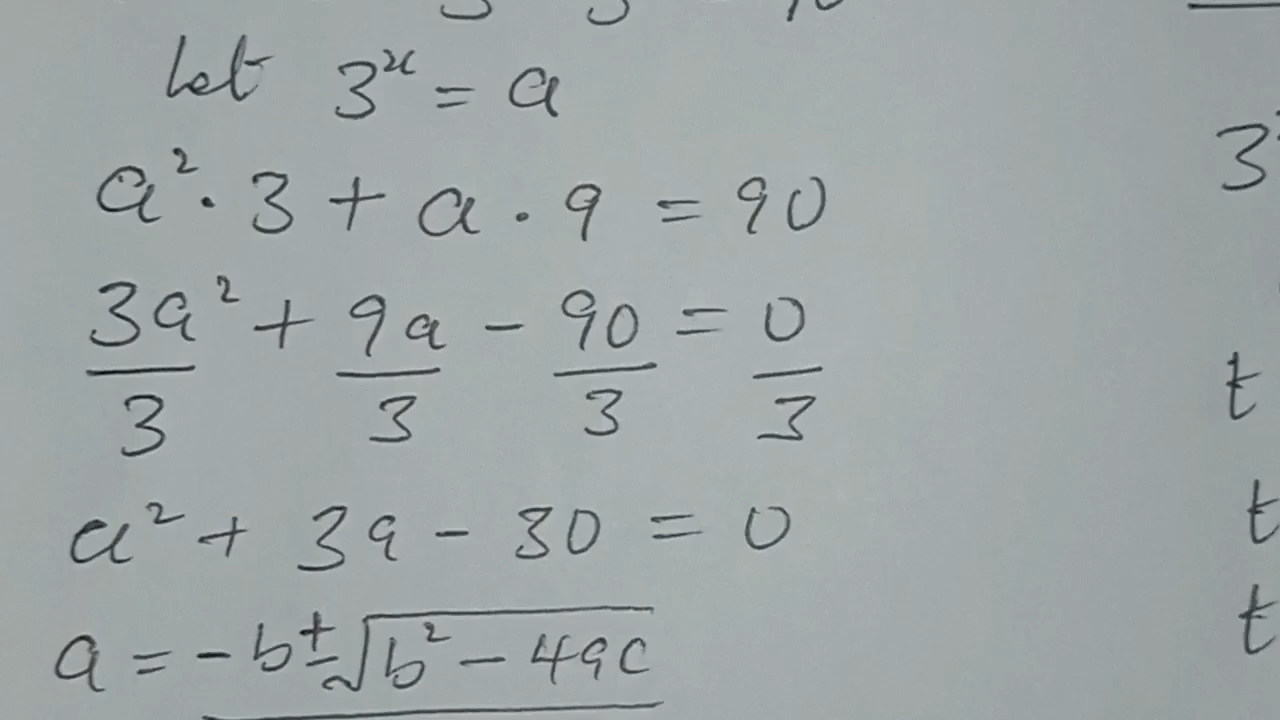 Let 3ˣ = a
a² · 3 + a · 9 = 90
3a²/3 + 9a/3 - 90/3 = 0/3
a² + 3a - 30 = 0
a = -b ± √(b² - 4ac)
3
t
t
t